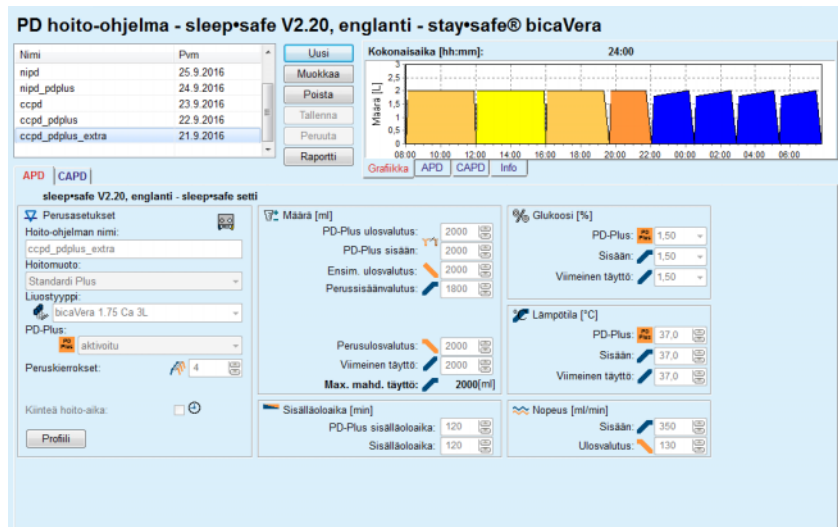 PD hoito-ohjelma - sleep•safe V2.20, englanti - stay•safe® bicaVera
Nimi Pvm
nipd 25.9.2016
nipd_pdplus 24.9.2016
ccpd 23.9.2016
ccpd_pdplus 22.9.2016
ccpd_pdplus_extra 21.9.2016
Uusi
Muokkaa
Poista
Tallenna
Peruuta
Raportti
Kokonaisaika [hh:mm]: 24:00
Määrä [L]
3
2,5
2
1,5
1
0,5
0
08:00 10:00 12:00 14:00 16:00 18:00 20:00 22:00 00:00 02:00 04:00 06:00
Grafiikka APD CAPD Info
APD CAPD
sleep•safe V2.20, englanti - sleep•safe setti
Perusasetukset
Hoito-ohjelman nimi:
ccpd_pdplus_extra
Hoitomuoto:
Standardi Plus
Liuostyyppi:
bicaVera 1.75 Ca 3L
PD-Plus:
PD Plus aktivoitu
Peruskierrokset: 4
Kiinteä hoito-aika:
Profiili
Määrä [ml]
PD-Plus ulosvalutus: 2000
PD-Plus sisään: 2000
Ensim. ulosvalutus: 2000
Perussisäänvalutus: 1800
Perusulosvalutus: 2000
Viimeinen täyttö: 2000
Max. mahd. täyttö: 2000[ml]
Sisälläoloaika [min]
PD-Plus sisälläoloaika: 120
Sisälläoloaika: 120
Glukoosi [%]
PD-Plus: PD Plus 1,50
Sisään: 1,50
Viimeinen täyttö: 1,50
Lämpötila [°C]
PD-Plus: PD Plus 37,0
Sisään: 37,0
Viimeinen täyttö: 37,0
Nopeus [ml/min]
Sisään: 350
Ulosvalutus: 130